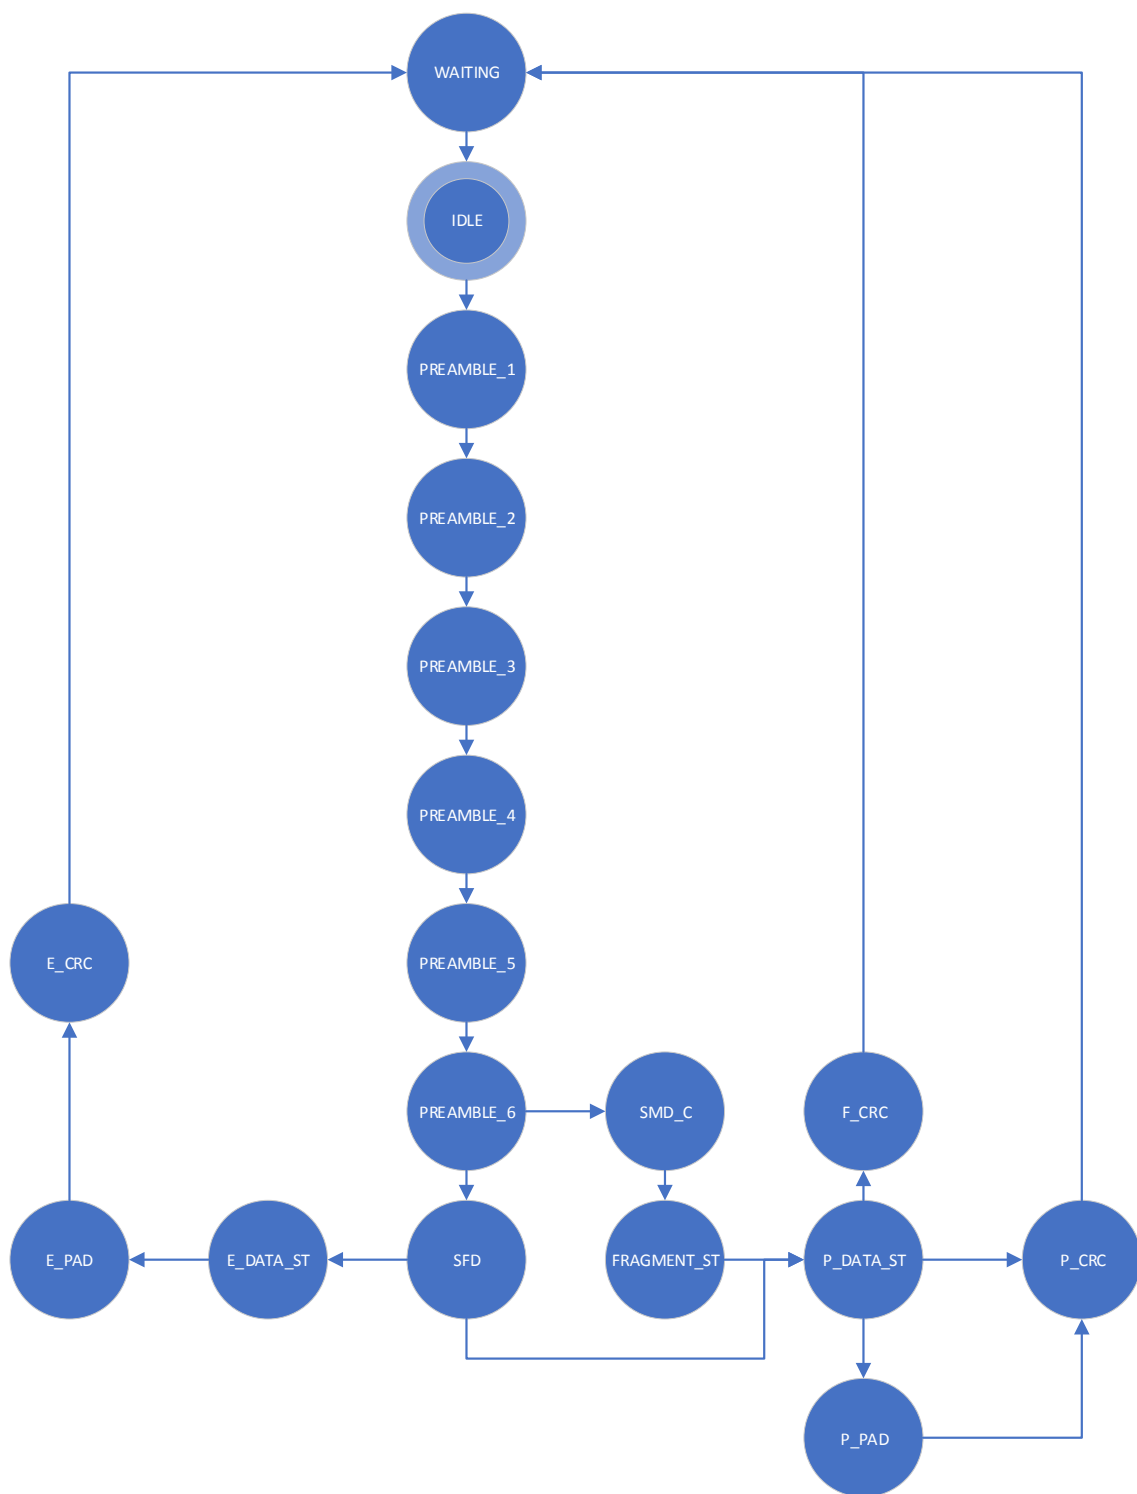 WAITING
IDLE
PREAMBLE_1
PREAMBLE_2
PREAMBLE_3
PREAMBLE_4
PREAMBLE_5
E_CRC
PREAMBLE_6
SMD_C
F_CRC
E_PAD
E_DATA_ST
SFD
FRAGMENT_ST
P_DATA_ST
P_CRC
P_PAD